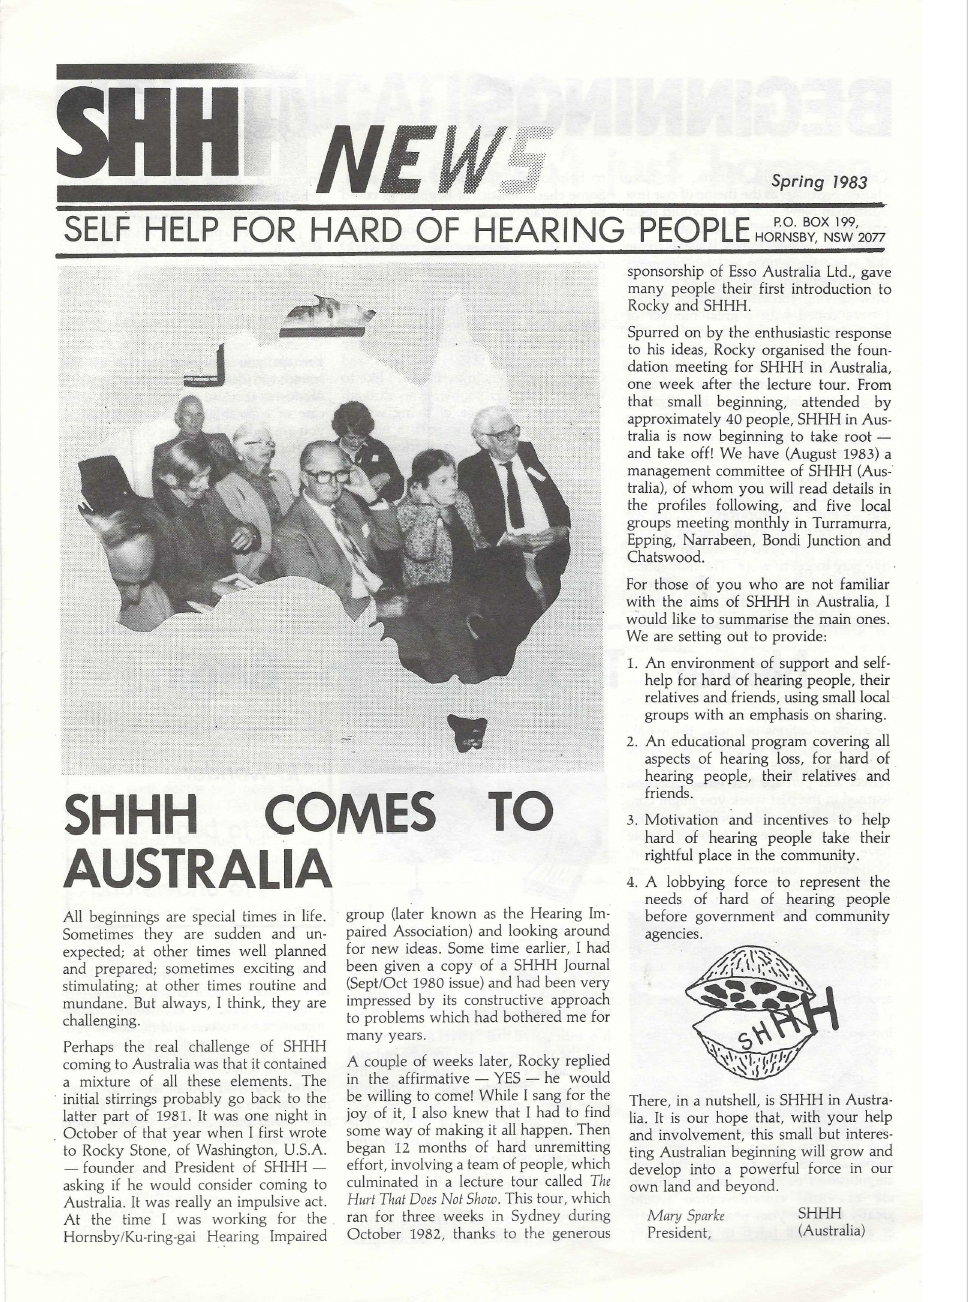 SHHH NEWS
Spring 1983
SELF HELP FOR HARD OF HEARING PEOPLE
P.O. BOX 199,
HORNSBY, NSW 2077
SHHH COMES TO
AUSTRALIA
All beginnings are special times in life.
Sometimes they are sudden and un-
expected; at other times well planned
and prepared; sometimes exciting and
stimulating; at other times routine and
mundane. But always, I think, they are
challenging.
Perhaps the real challenge of SHHH
coming to Australia was that it contained
a mixture of all these elements. The
initial stirrings probably go back to the
latter part of 1981. It was one night in
October of that year when I first wrote
to Rocky Stone, of Washington, U.S.A.
— founder and President of SHHH —
asking if he would consider coming to
Australia. It was really an impulsive act.
At the time I was working for the
Hornsby/Ku-ring-gai Hearing Impaired
group (later known as the Hearing Im-
paired Association) and looking around
for new ideas. Some time earlier, I had
been given a copy of a SHHH Journal
(Sept/Oct 1980 issue) and had been very
impressed by its constructive approach
to problems which had bothered me for
many years.
A couple of weeks later, Rocky replied
in the affirmative — YES — he would
be willing to come! While I sang for the
joy of it, I also knew that I had to find
some way of making it all happen. Then
began 12 months of hard unremitting
effort, involving a team of people, which
culminated in a lecture tour called The
Hurt That Does Not Show. This tour, which
ran for three weeks in Sydney during
October 1982, thanks to the generous
sponsorship of Esso Australia Ltd., gave
many people their first introduction to
Rocky and SHHH.
Spurred on by the enthusiastic response
to his ideas, Rocky organised the foun-
dation meeting for SHHH in Australia,
one week after the lecture tour. From
that small beginning, attended by
approximately 40 people, SHHH in Aus-
tralia is now beginning to take root —
and take off! We have (August 1983) a
management committee of SHHH (Aus-
tralia), of whom you will read details in
the profiles following, and five local
groups meeting monthly in Turramurra,
Epping, Narrabeen, Bondi Junction and
Chatswood.
For those of you who are not familiar
with the aims of SHHH in Australia, I
would like to summarise the main ones.
We are setting out to provide:
1. An environment of support and self-
help for hard of hearing people, their
relatives and friends, using small local
groups with an emphasis on sharing.
2. An educational program covering all
aspects of hearing loss, for hard of
hearing people, their relatives and
friends.
3. Motivation and incentives to help
hard of hearing people take their
rightful place in the community.
4. A lobbying force to represent the
needs of hard of hearing people
before government and community
agencies.
SHHH
There, in a nutshell, is SHHH in Austra-
lia. It is our hope that, with your help
and involvement, this small but interes-
ting Australian beginning will grow and
develop into a powerful force in our
own land and beyond.
Mary Sparke SHHH
President, (Australia)